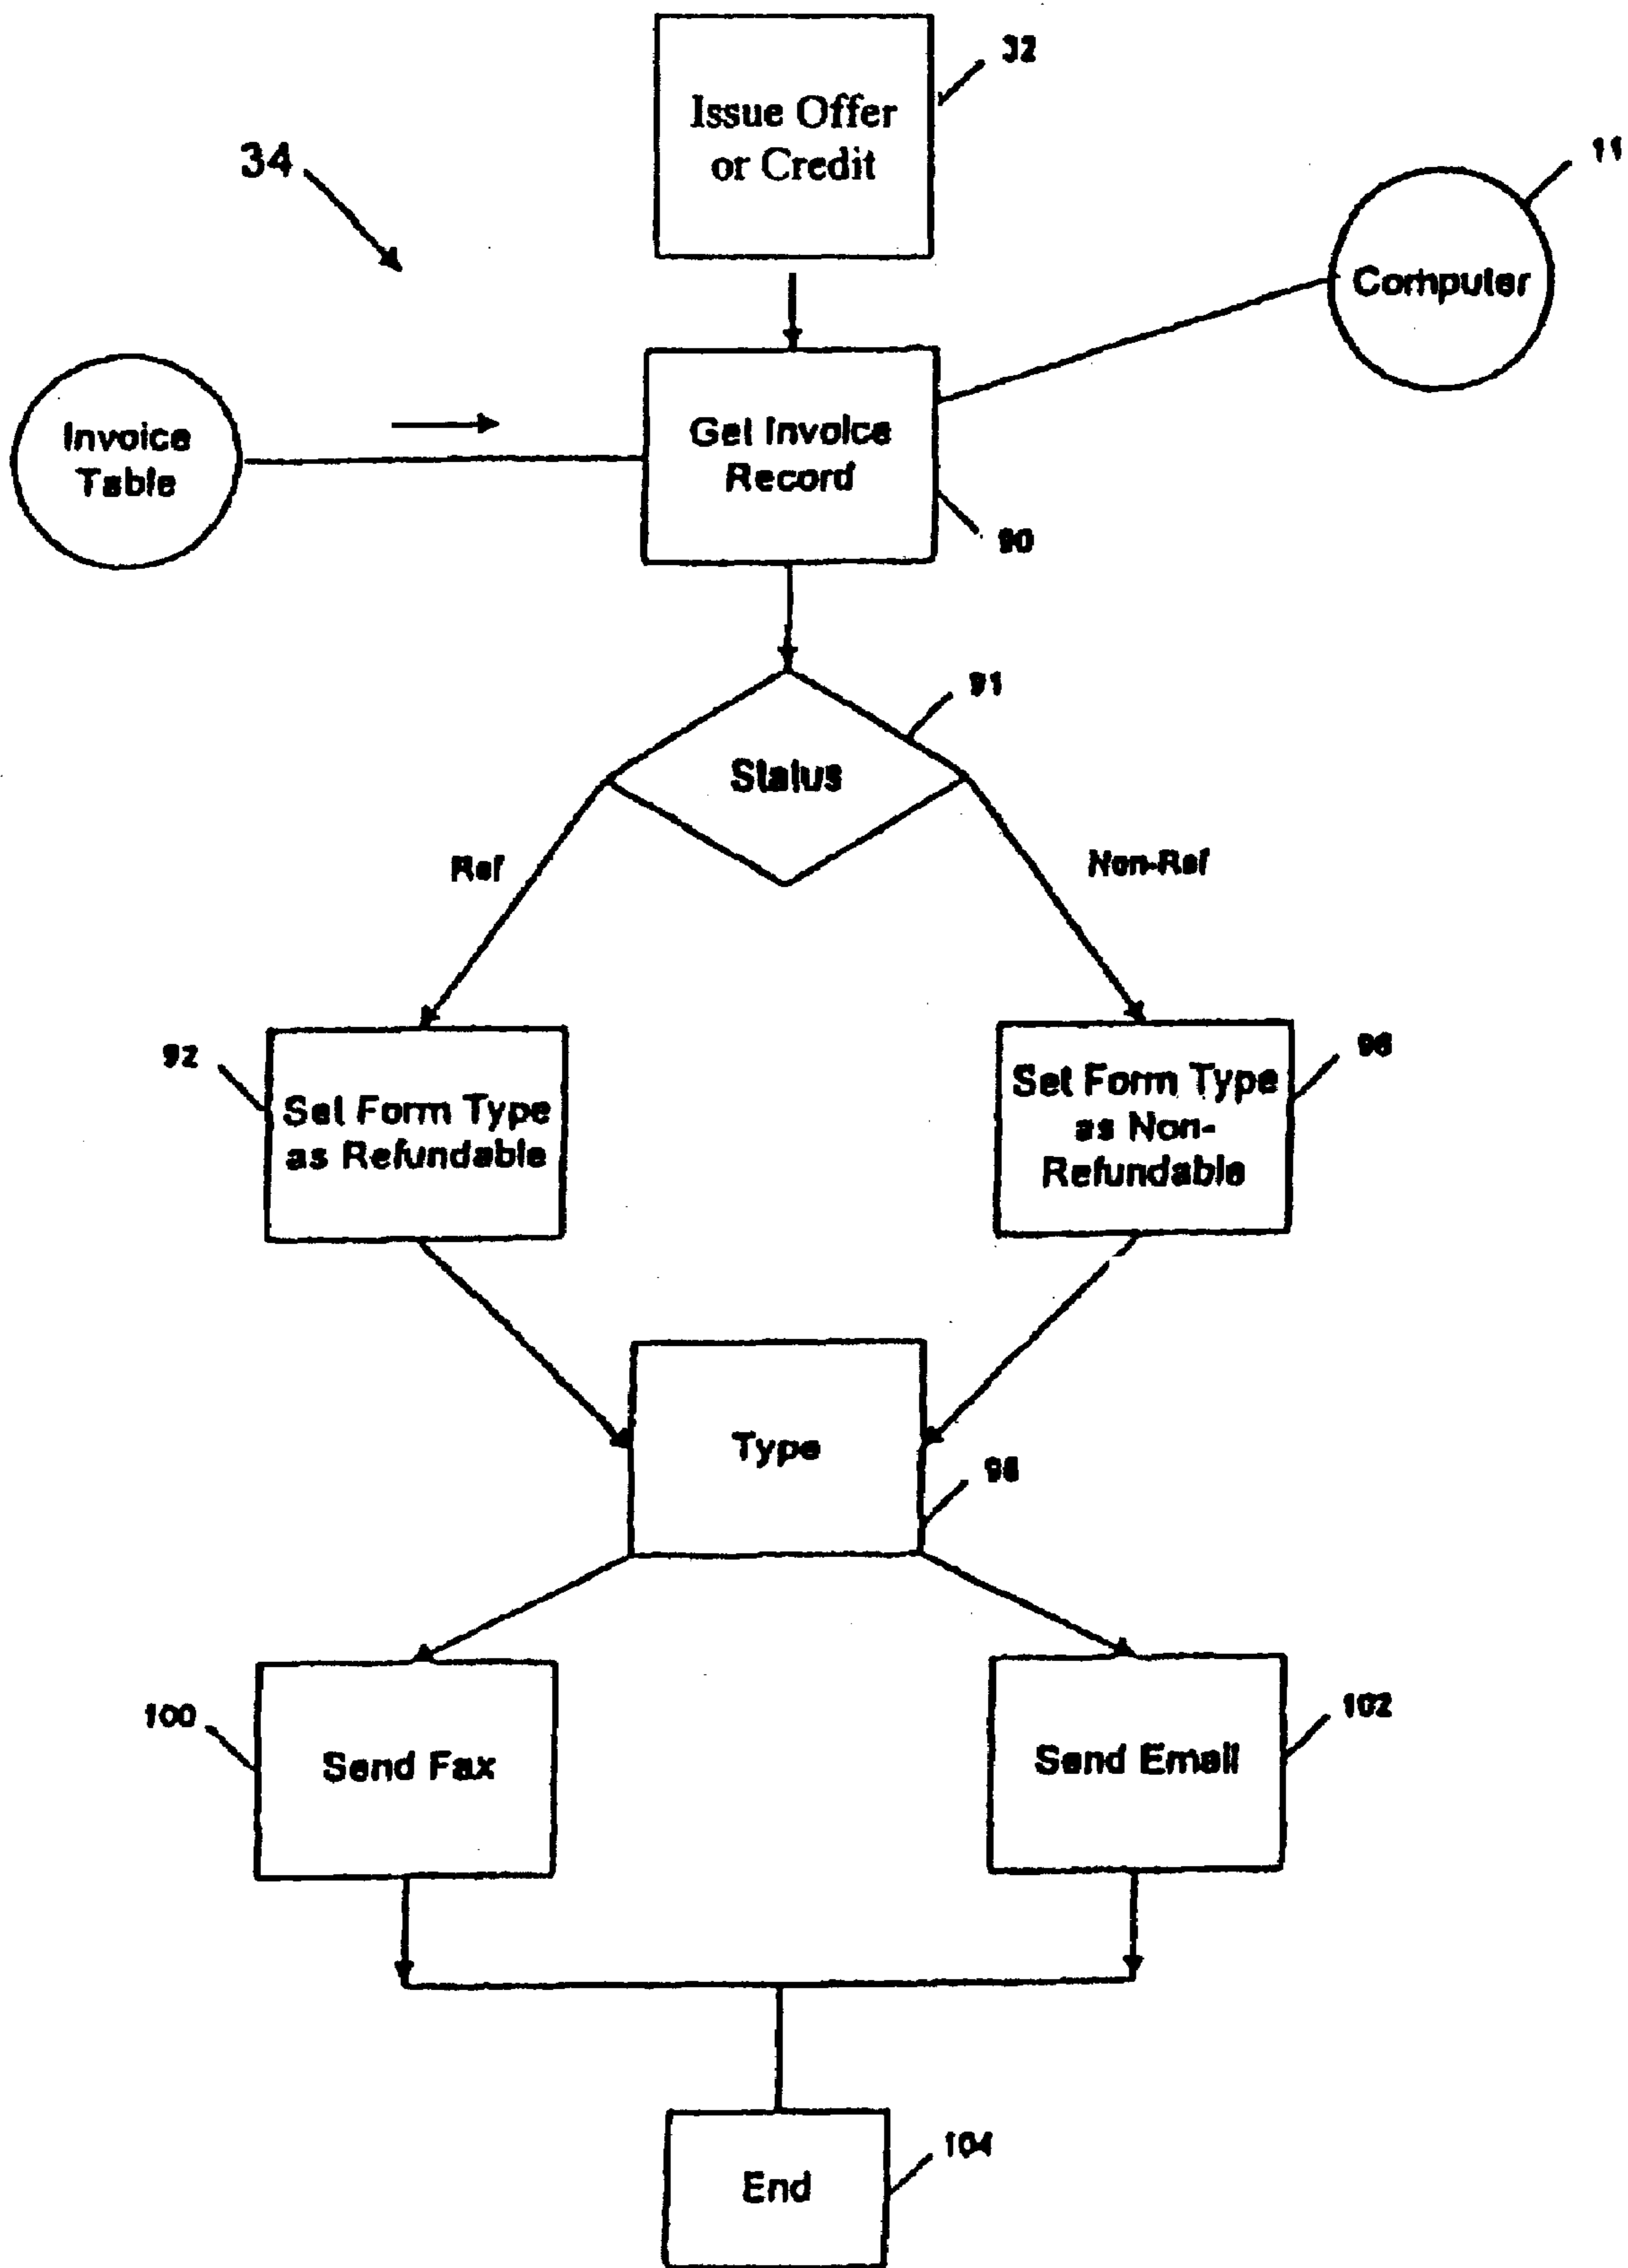 32
Issue Offer
or Credit
34
11
Computer
Invoice
Table
Get Invoice
Record
90
91
Status
Ref
Non-Ref
92
Set Form Type
as Refundable
96
Set Form Type
as Non-
Refundable
Type
98
100
Send Fax
102
Send Email
104
End